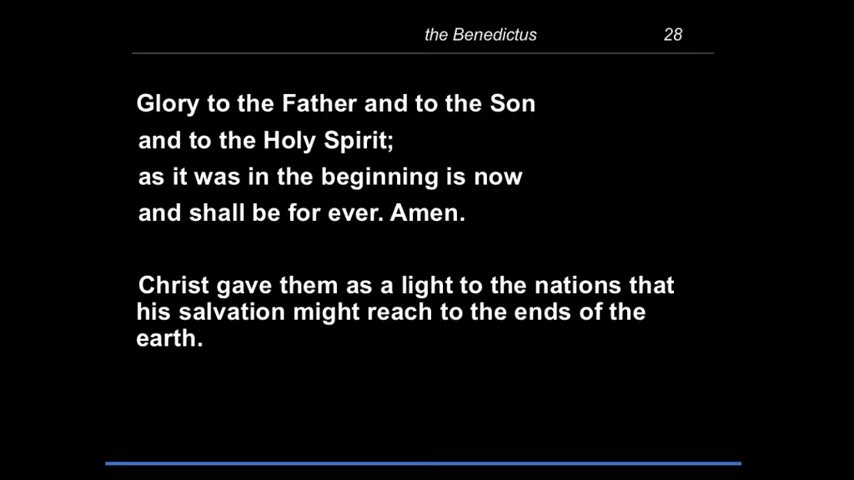 the Benedictus 28
Glory to the Father and to the Son
and to the Holy Spirit;
as it was in the beginning is now
and shall be for ever. Amen.
Christ gave them as a light to the nations that
his salvation might reach to the ends of the
earth.